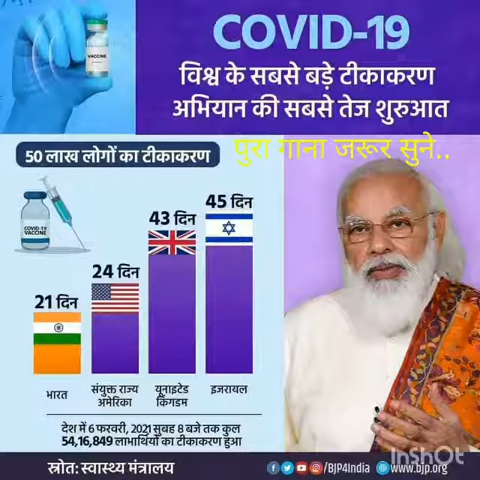 VACCINE
COVID-19
विश्व के सबसे बड़े टीकाकरण
अभियान की सबसे तेज शुरुआत
पुरा गाना जरूर सुने..
50 लाख लोगों का टीकाकरण
COVID-19
VACCINE
45 दिन
43 दिन
24 दिन
21 दिन
भारत
संयुक्त राज्य
अमेरिका
यूनाइटेड
किंगडम
इजरायल
देश में 6 फरवरी, 2021 सुबह 8 बजे तक कुल
54,16,849 लाभार्थियों का टीकाकरण हुआ
स्रोत: स्वास्थ्य मंत्रालय
/BJP4India
www.bjp.org
InShOt